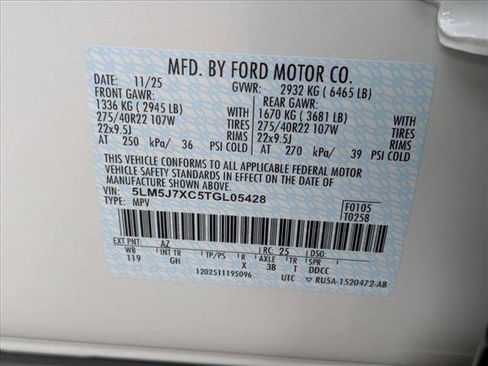 MFD. BY FORD MOTOR CO.
DATE: 11/25 GVWR: 2932 KG ( 6465 LB)
FRONT GAWR: REAR GAWR:
1336 KG ( 2945 LB) WITH 1670 KG ( 3681 LB) WITH
275/40R22 107W TIRES 275/40R22 107W TIRES
22x9.5J RIMS 22x9.5J RIMS
AT 250 kPa/ 36 PSI COLD AT 270 kPa/ 39 PSI COLD
THIS VEHICLE CONFORMS TO ALL APPLICABLE FEDERAL MOTOR
VEHICLE SAFETY STANDARDS IN EFFECT ON THE DATE OF MANUFACTURE
SHOWN ABOVE.
VIN: 5LM5J7XC5TGL05428
TYPE: MPV
F0105
T0258
EXT PNT: AZ RC: 25 DSO:
WB INT TR TP/PS R AXLE TR SPR
119 GH X 3B T DDCC
1202511195096 UTC ▽ RU5A-1520472-AB